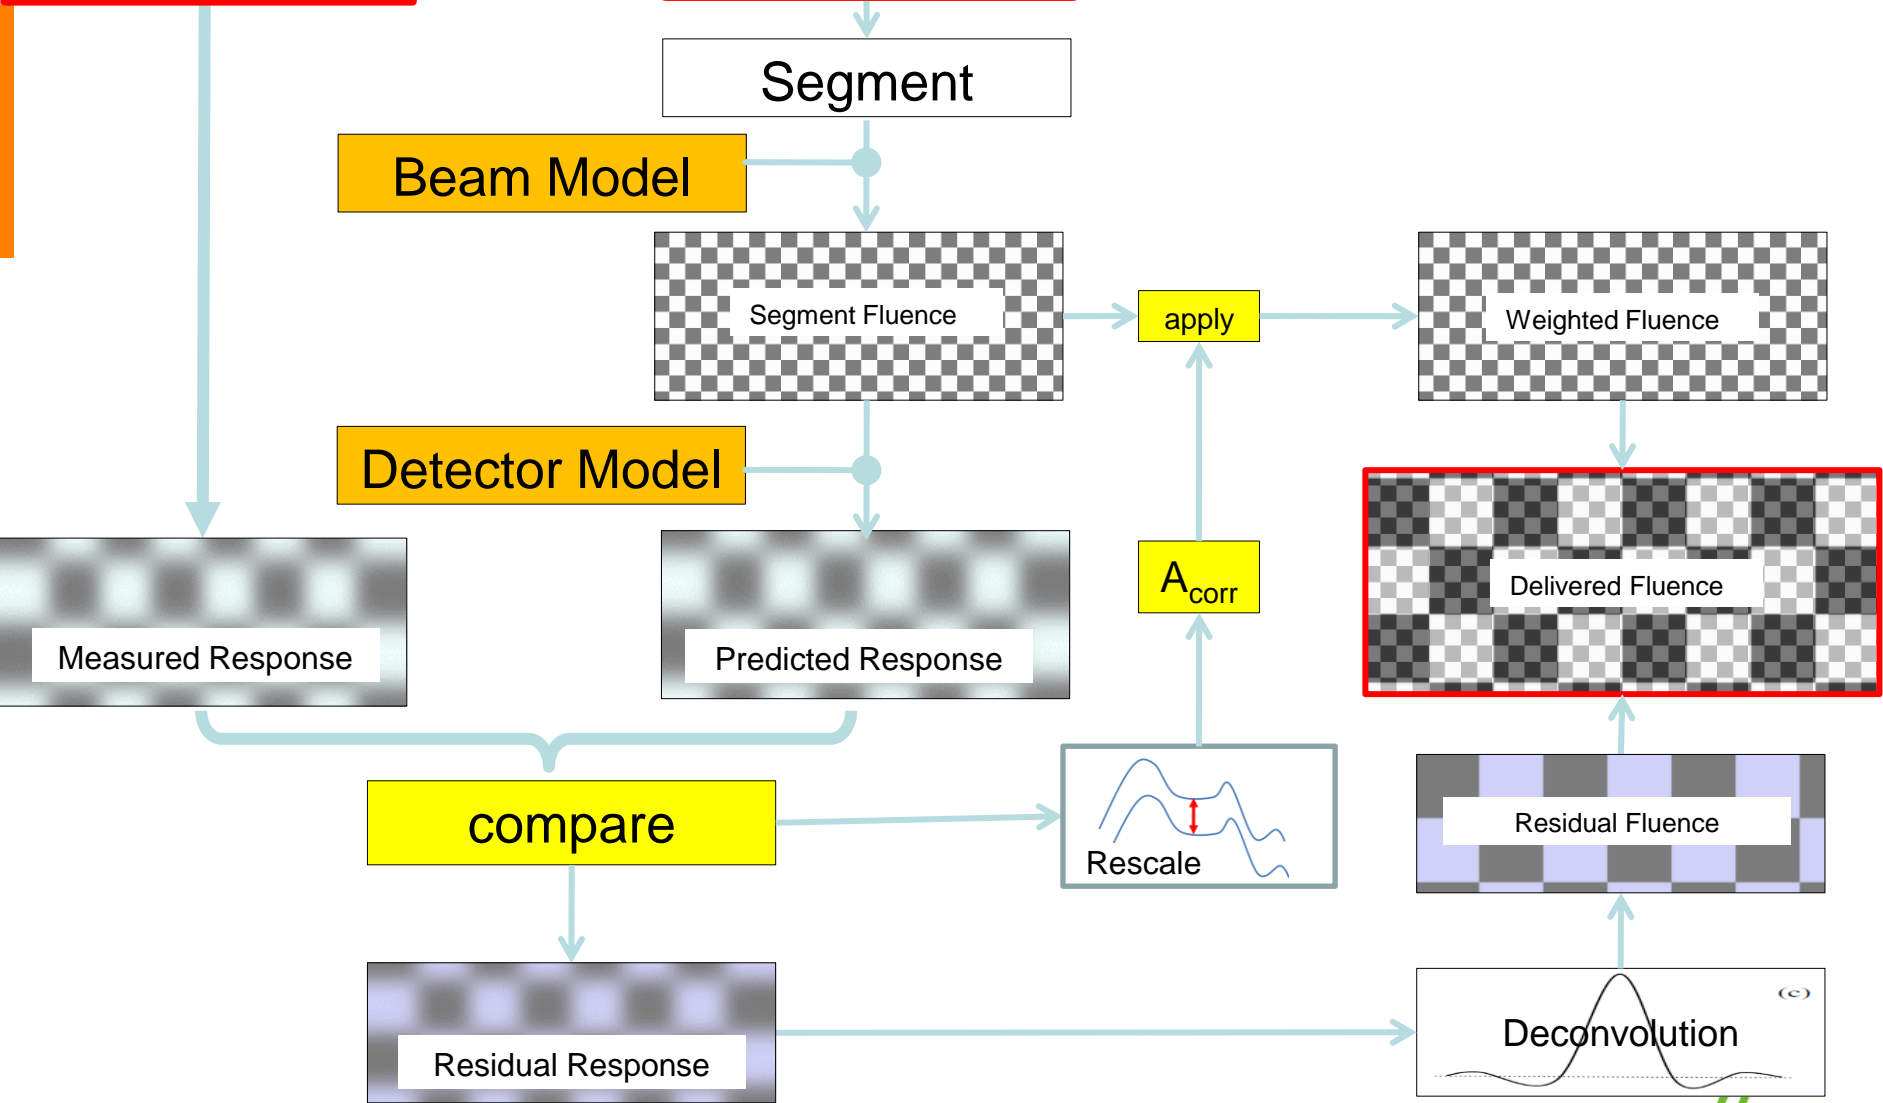 Segment
Beam Model
Segment Fluence
apply
Weighted Fluence
Detector Model
A_corr
Delivered Fluence
Measured Response
Predicted Response
compare
Rescale
Residual Fluence
(c)
Deconvolution
Residual Response